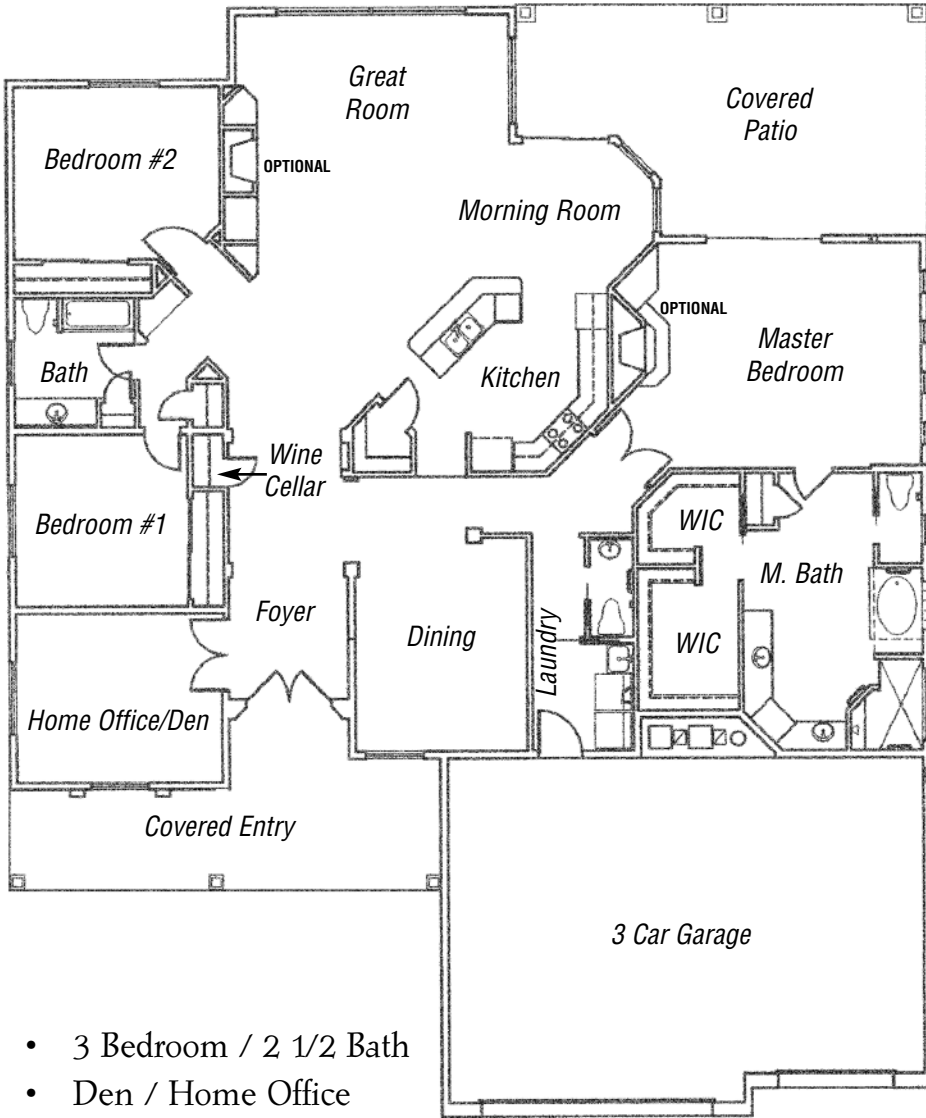 Great
Room
Covered
Patio
Bedroom #2
OPTIONAL
Morning Room
OPTIONAL
Master
Bedroom
Bath
Kitchen
Wine
Cellar
Bedroom #1
WIC
M. Bath
Foyer
Dining
Laundry
WIC
Home Office/Den
Covered Entry
3 Car Garage
• 3 Bedroom / 2 1/2 Bath
• Den / Home Office